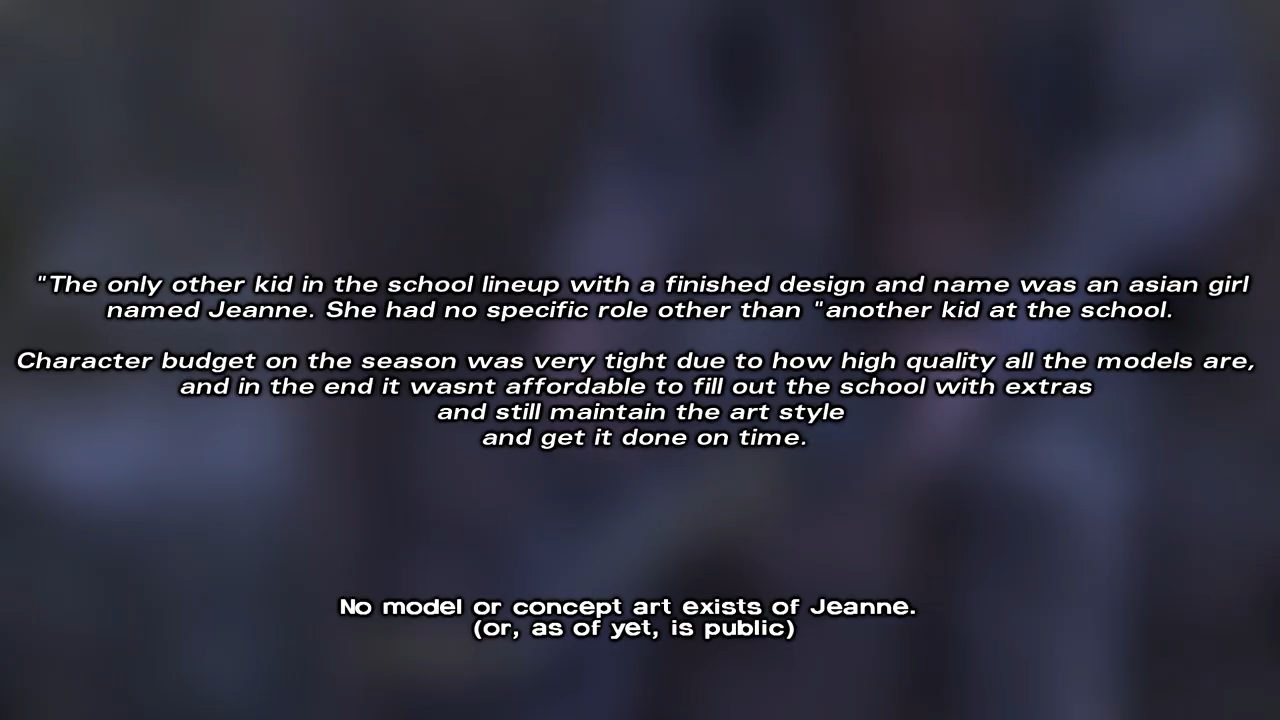 "The only other kid in the school lineup with a finished design and name was an asian girl
named Jeanne. She had no specific role other than "another kid at the school.
Character budget on the season was very tight due to how high quality all the models are,
and in the end it wasnt affordable to fill out the school with extras
and still maintain the art style
and get it done on time.
No model or concept art exists of Jeanne.
(or, as of yet, is public)